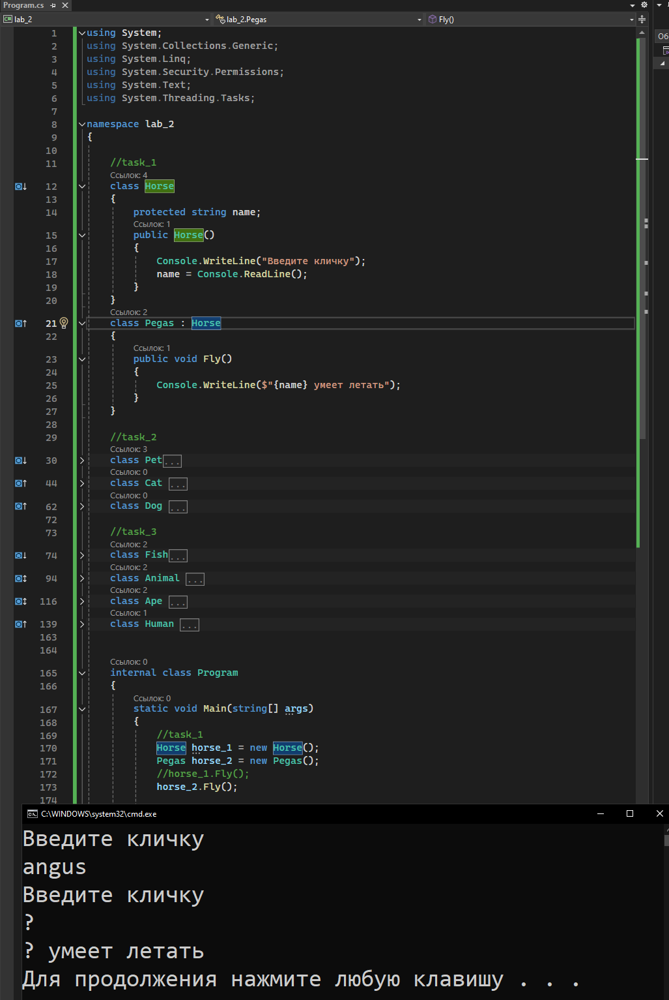 Program.cs
lab_2 lab_2.Pegas Fly()
Об
1 using System;
2 using System.Collections.Generic;
3 using System.Linq;
4 using System.Security.Permissions;
5 using System.Text;
6 using System.Threading.Tasks;
7
8 namespace lab_2
9 {
10
11 //task_1
Ссылок: 4
12 class Horse
13 {
14 protected string name;
Ссылок: 1
15 public Horse()
16 {
17 Console.WriteLine("Введите кличку");
18 name = Console.ReadLine();
19 }
20 }
Ссылок: 2
21 class Pegas : Horse
22 {
Ссылок: 1
23 public void Fly()
24 {
25 Console.WriteLine($"{name} умеет летать");
26 }
27 }
28
29 //task_2
Ссылок: 3
30 class Pet...
Ссылок: 0
44 class Cat ...
Ссылок: 0
62 class Dog ...
72
73 //task_3
Ссылок: 2
74 class Fish...
Ссылок: 2
94 class Animal ...
Ссылок: 2
116 class Ape ...
Ссылок: 1
139 class Human ...
163
164
Ссылок: 0
165 internal class Program
166 {
Ссылок: 0
167 static void Main(string[] args)
168 {
169 //task_1
170 Horse horse_1 = new Horse();
171 Pegas horse_2 = new Pegas();
172 //horse_1.Fly();
173 horse_2.Fly();
174
C:\WINDOWS\system32\cmd.exe
Введите кличку
angus
Введите кличку
?
? умеет летать
Для продолжения нажмите любую клавишу . . .